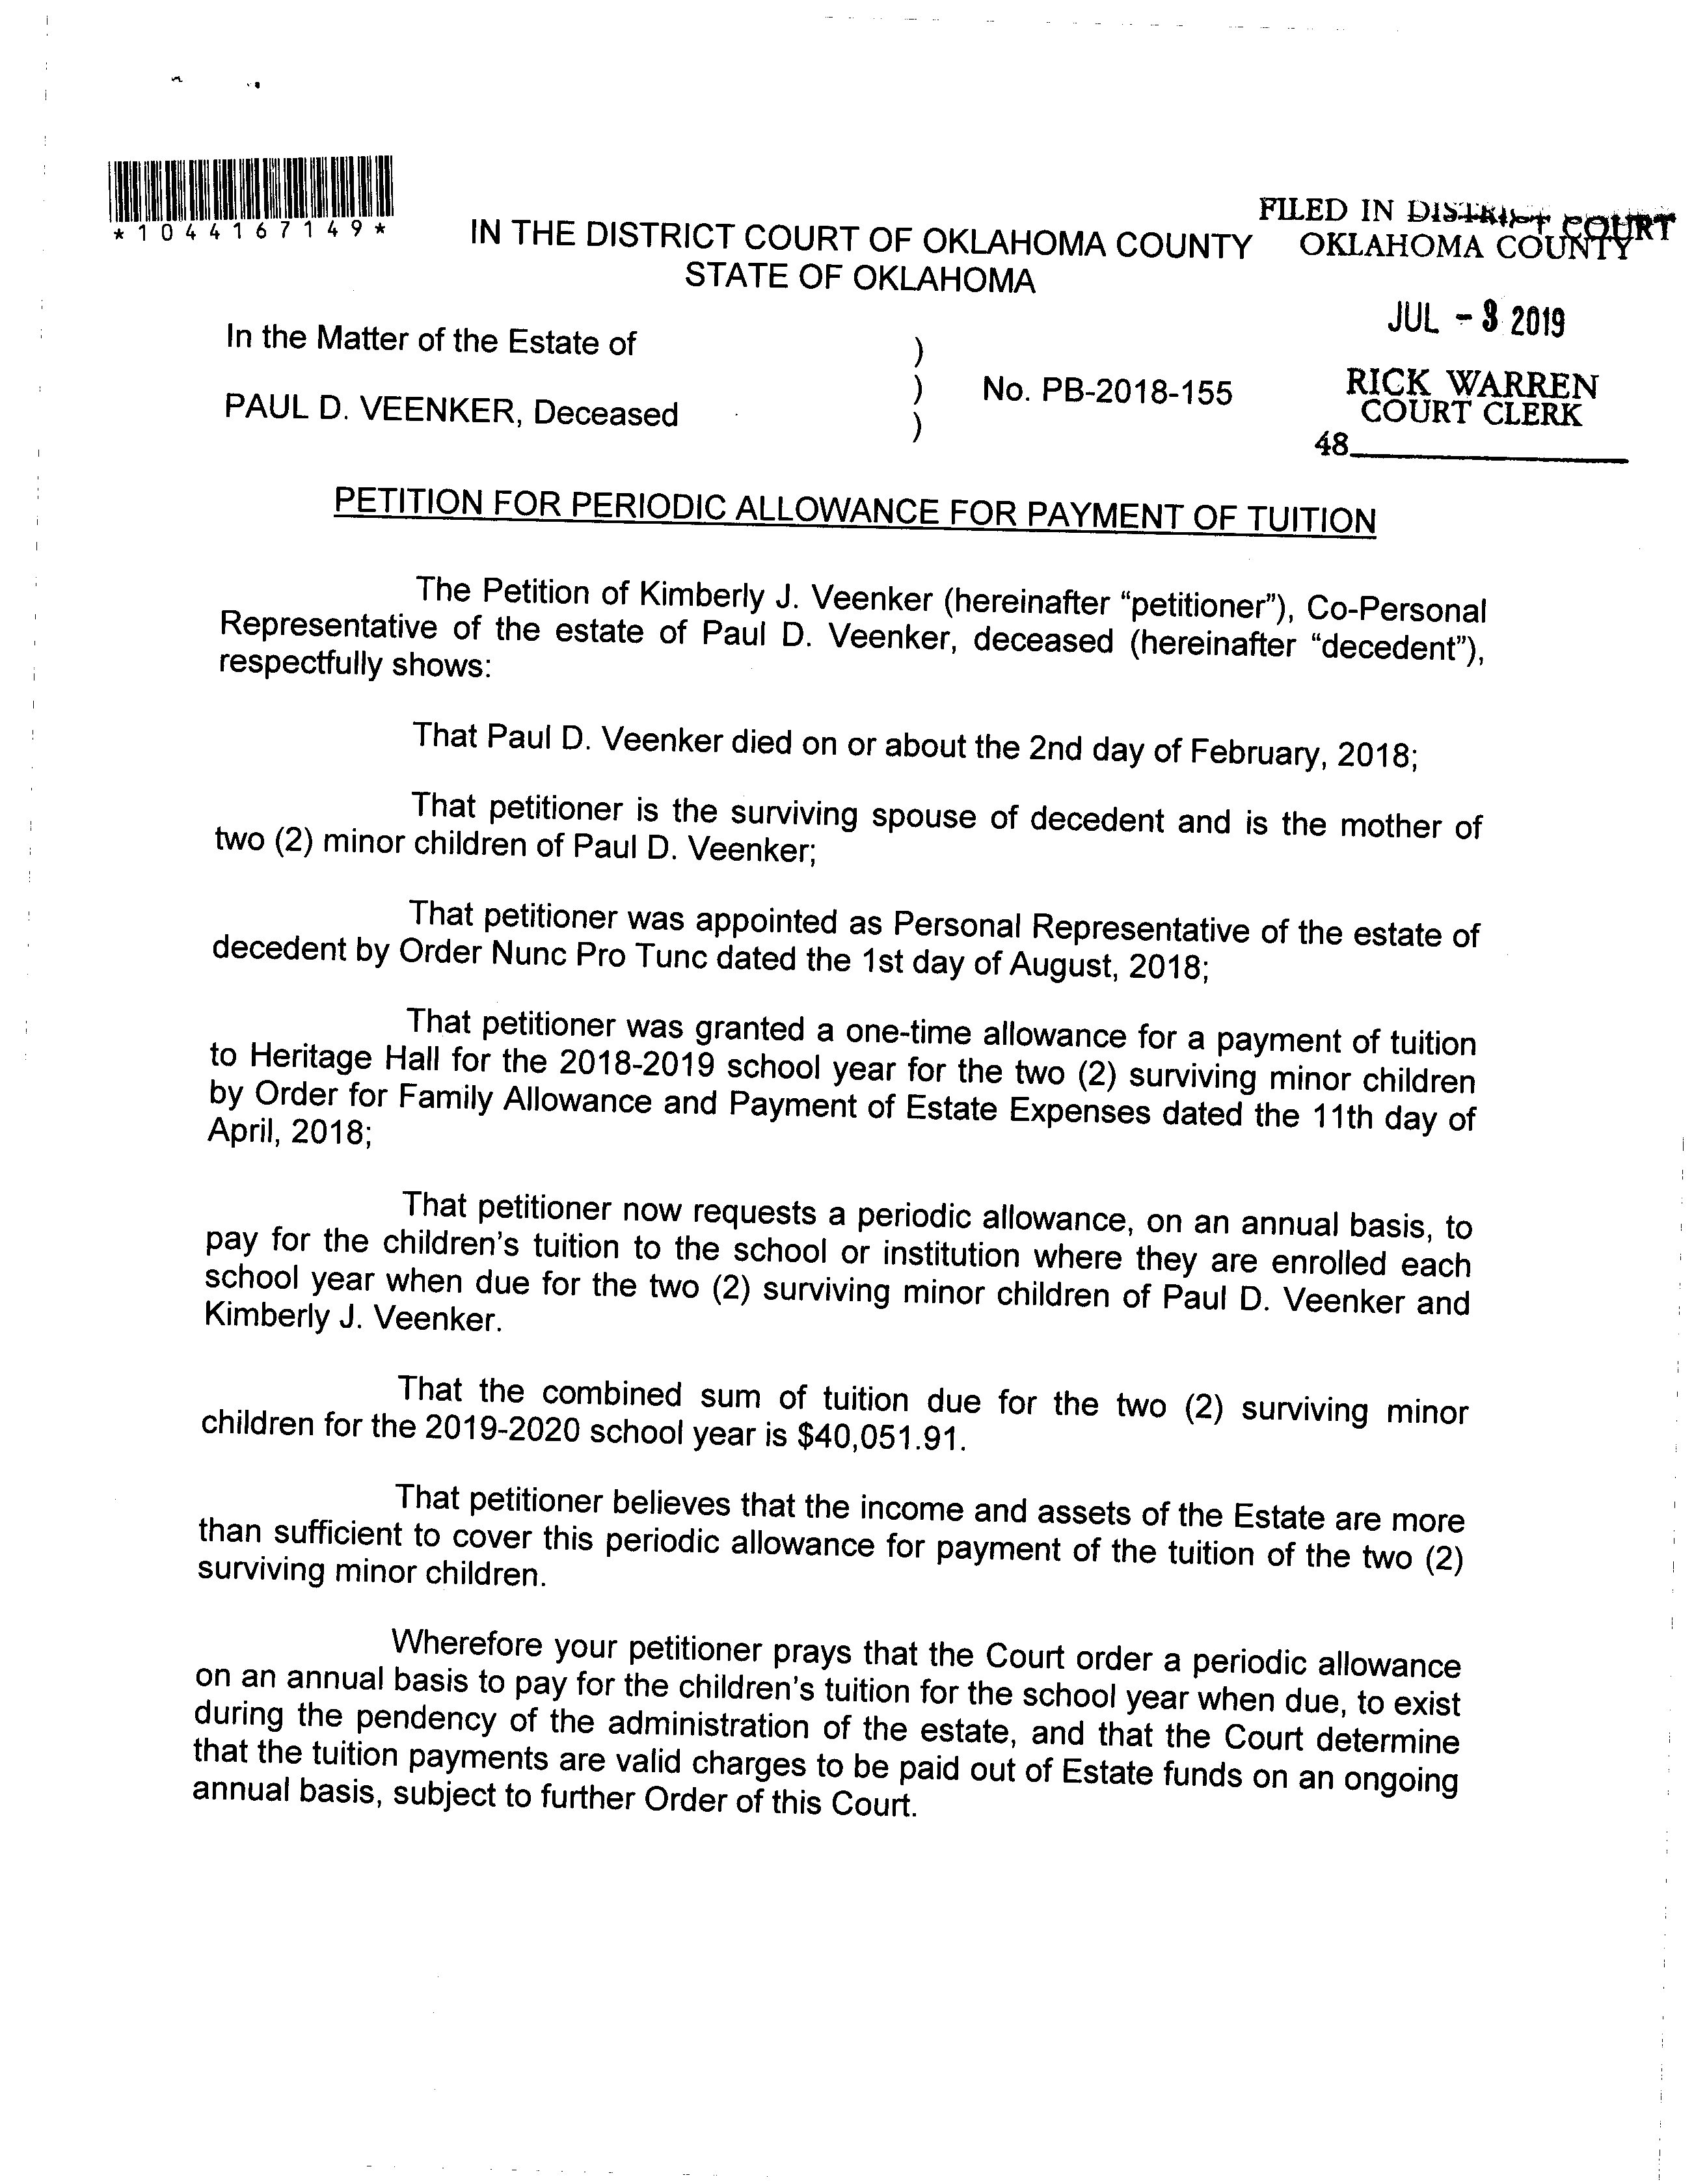 *1044167149*
FILED IN DISTRICT COURT
OKLAHOMA COUNTY
IN THE DISTRICT COURT OF OKLAHOMA COUNTY
STATE OF OKLAHOMA
JUL - 2019
In the Matter of the Estate of )
) No. PB-2018-155
PAUL D. VEENKER, Deceased )
RICK WARREN
COURT CLERK
48
PETITION FOR PERIODIC ALLOWANCE FOR PAYMENT OF TUITION
The Petition of Kimberly J. Veenker (hereinafter “petitioner”), Co-Personal
Representative of the estate of Paul D. Veenker, deceased (hereinafter “decedent”),
respectfully shows:
That Paul D. Veenker died on or about the 2nd day of February, 2018;
That petitioner is the surviving spouse of decedent and is the mother of
two (2) minor children of Paul D. Veenker;
That petitioner was appointed as Personal Representative of the estate of
decedent by Order Nunc Pro Tunc dated the 1st day of August, 2018;
That petitioner was granted a one-time allowance for a payment of tuition
to Heritage Hall for the 2018-2019 school year for the two (2) surviving minor children
by Order for Family Allowance and Payment of Estate Expenses dated the 11th day of
April, 2018;
That petitioner now requests a periodic allowance, on an annual basis, to
pay for the children’s tuition to the school or institution where they are enrolled each
school year when due for the two (2) surviving minor children of Paul D. Veenker and
Kimberly J. Veenker.
That the combined sum of tuition due for the two (2) surviving minor
children for the 2019-2020 school year is $40,051.91.
That petitioner believes that the income and assets of the Estate are more
than sufficient to cover this periodic allowance for payment of the tuition of the two (2)
surviving minor children.
Wherefore your petitioner prays that the Court order a periodic allowance
on an annual basis to pay for the children’s tuition for the school year when due, to exist
during the pendency of the administration of the estate, and that the Court determine
that the tuition payments are valid charges to be paid out of Estate funds on an ongoing
annual basis, subject to further Order of this Court.